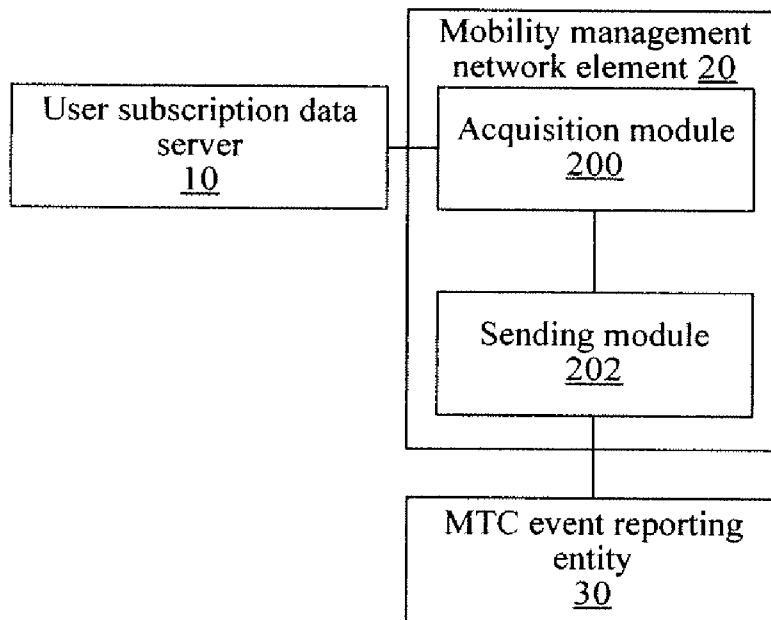 Mobility management
network element 20
User subscription data
server
10
Acquisition module
200
Sending module
202
MTC event reporting
entity
30